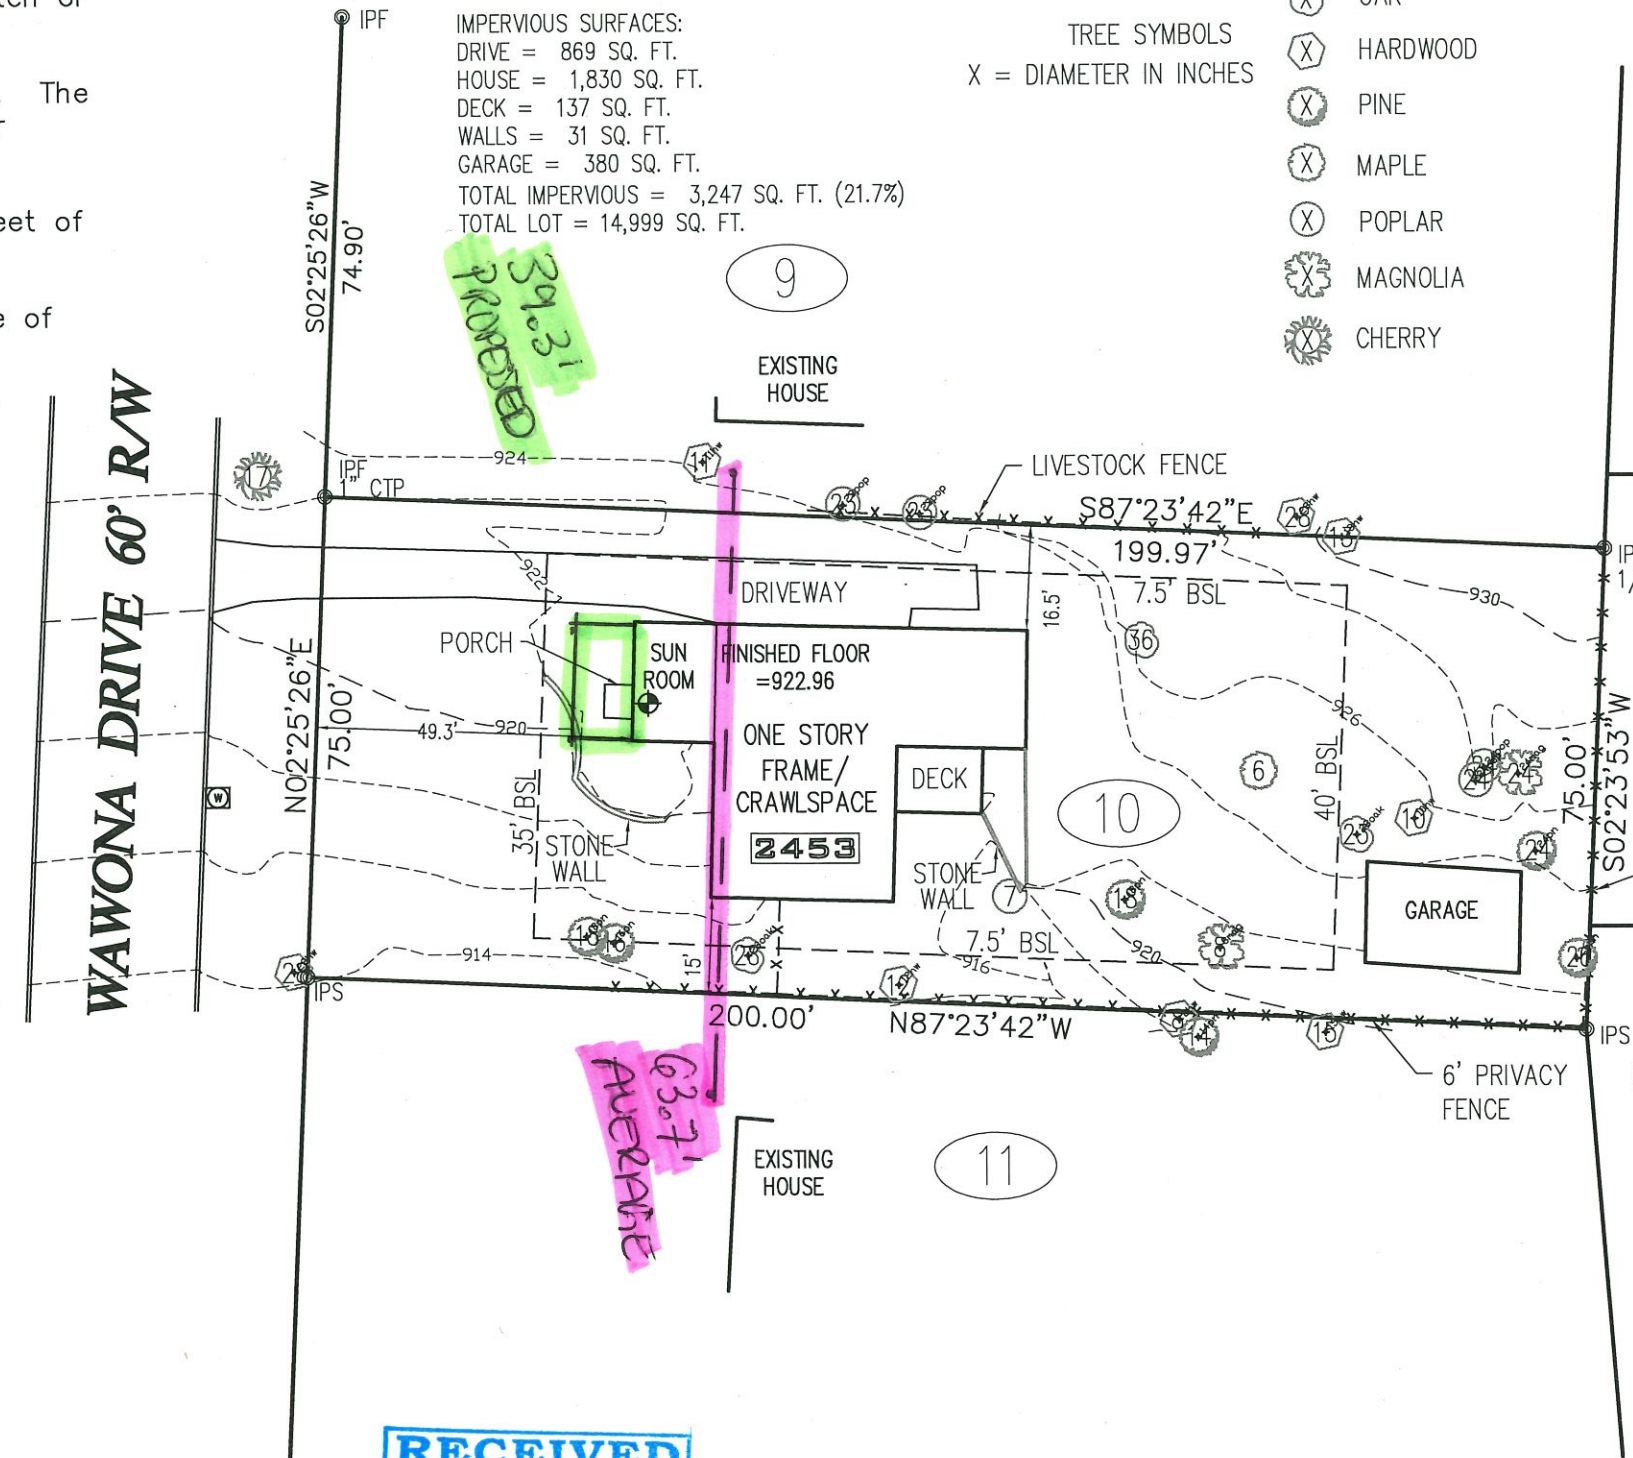 The
IPF
IMPERVIOUS SURFACES:
DRIVE = 869 SQ. FT.
HOUSE = 1,830 SQ. FT.
DECK = 137 SQ. FT.
WALLS = 31 SQ. FT.
GARAGE = 380 SQ. FT.
TOTAL IMPERVIOUS = 3,247 SQ. FT. (21.7%)
TOTAL LOT = 14,999 SQ. FT.
TREE SYMBOLS
X = DIAMETER IN INCHES
X HARDWOOD
X PINE
X MAPLE
X POPLAR
X MAGNOLIA
X CHERRY
of
e of
S02°25'26"W
74.90'
39.3'
PROPOSED
9
EXISTING
HOUSE
WAWONA DRIVE 60' R/W
17
IPF
1" CTP
924
LIVESTOCK FENCE
S87°23'42"E
199.97'
7.5' BSL
930
922
DRIVEWAY
16.5'
36
PORCH
SUN
ROOM
FINISHED FLOOR
=922.96
N02°25'26"E
75.00'
49.3'
920
35' BSL
ONE STORY
FRAME/
CRAWLSPACE
2453
DECK
10
6
926
40' BSL
75.00'
S02°23'53"W
W
STONE
WALL
STONE
WALL
7
GARAGE
914
15'
7.5' BSL
916
920
IPS
200.00'
N87°23'42"W
12
14
15
IPS
6' PRIVACY
FENCE
63.7'
AVERAGE
EXISTING
HOUSE
11
RECEIVED